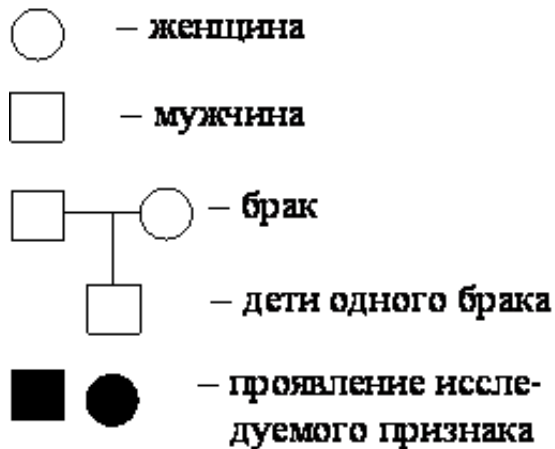 – женщина
– мужчина
– брак
– дети одного брака
– проявление иссле-
дуемого признака